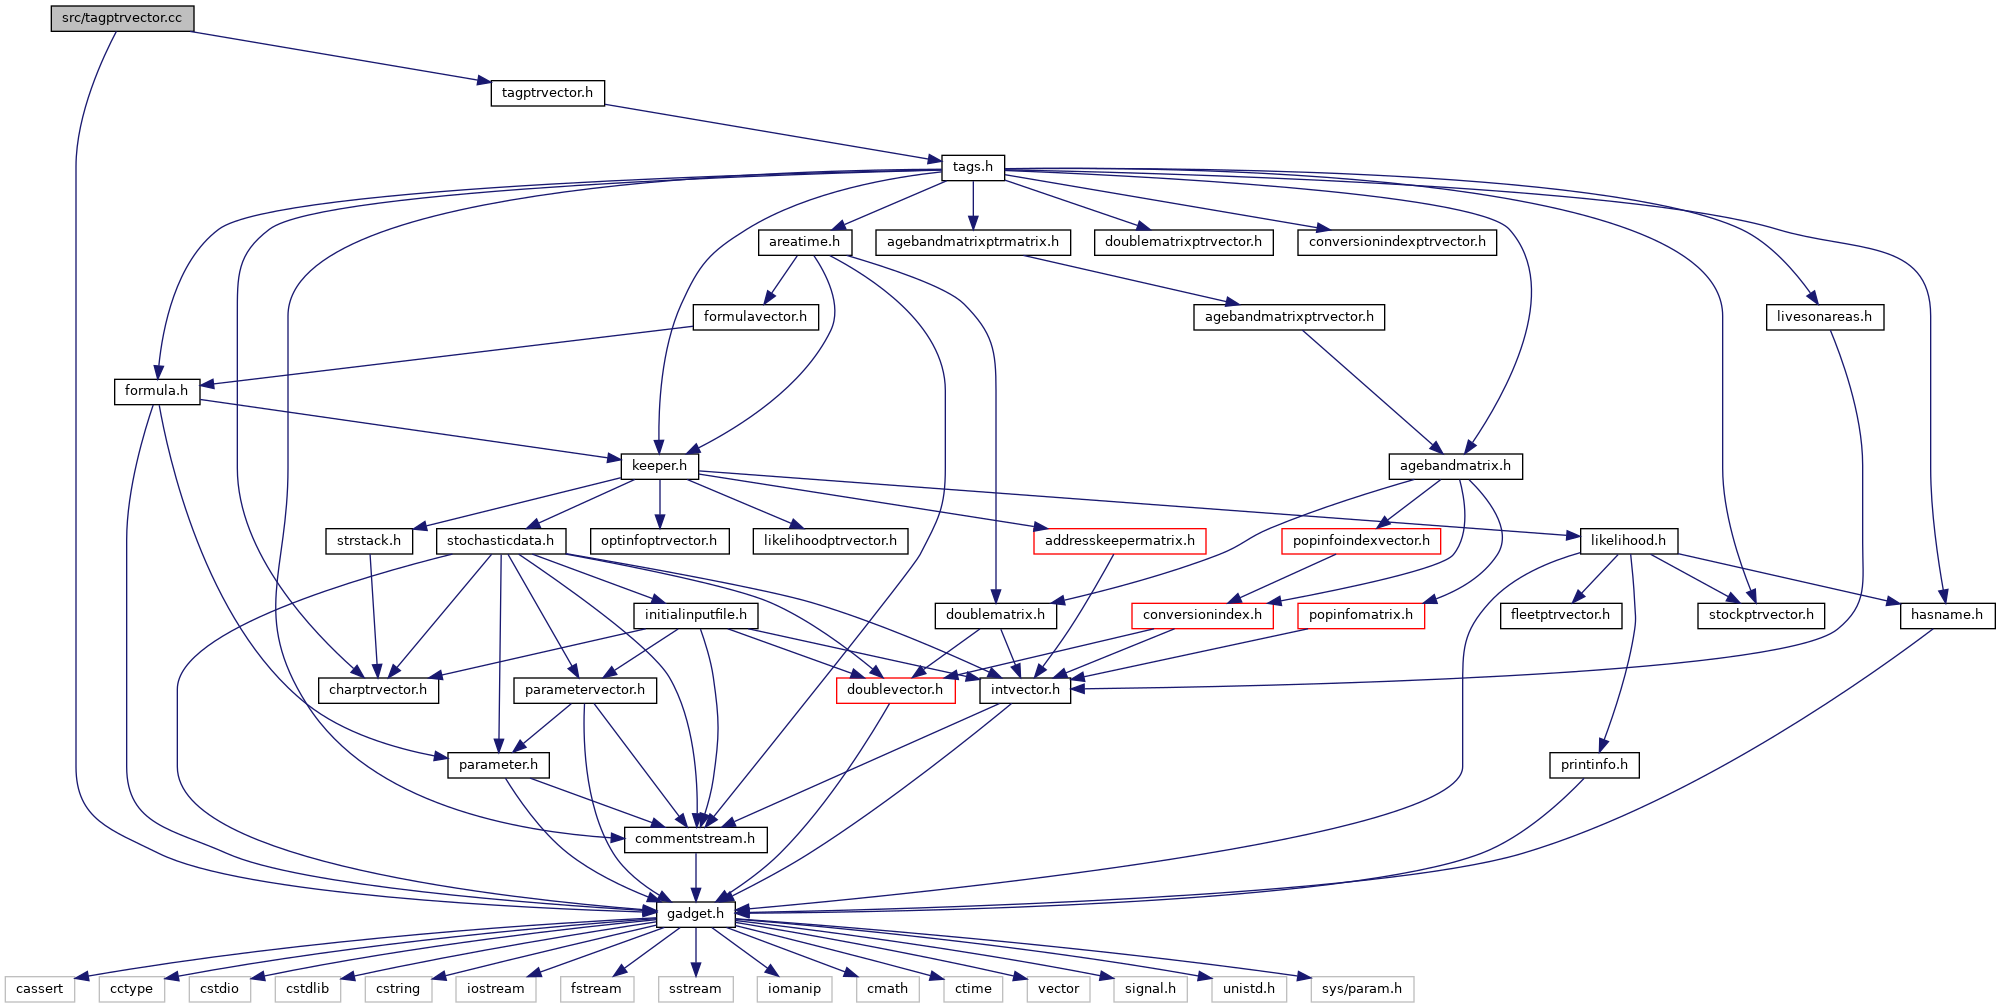 src/tagptrvector.cc
tagptrvector.h
tags.h
areatime.h
agebandmatrixptrmatrix.h
doublematrixptrvector.h
conversionindexptrvector.h
formulavector.h
agebandmatrixptrvector.h
livesonareas.h
formula.h
keeper.h
agebandmatrix.h
strstack.h
stochasticdata.h
optinfoptrvector.h
likelihoodptrvector.h
addresskeepermatrix.h
popinfoindexvector.h
likelihood.h
initialinputfile.h
doublematrix.h
conversionindex.h
popinfomatrix.h
fleetptrvector.h
stockptrvector.h
hasname.h
charptrvector.h
parametervector.h
doublevector.h
intvector.h
parameter.h
printinfo.h
commentstream.h
gadget.h
cassert
cctype
cstdio
cstdlib
cstring
iostream
fstream
sstream
iomanip
cmath
ctime
vector
signal.h
unistd.h
sys/param.h